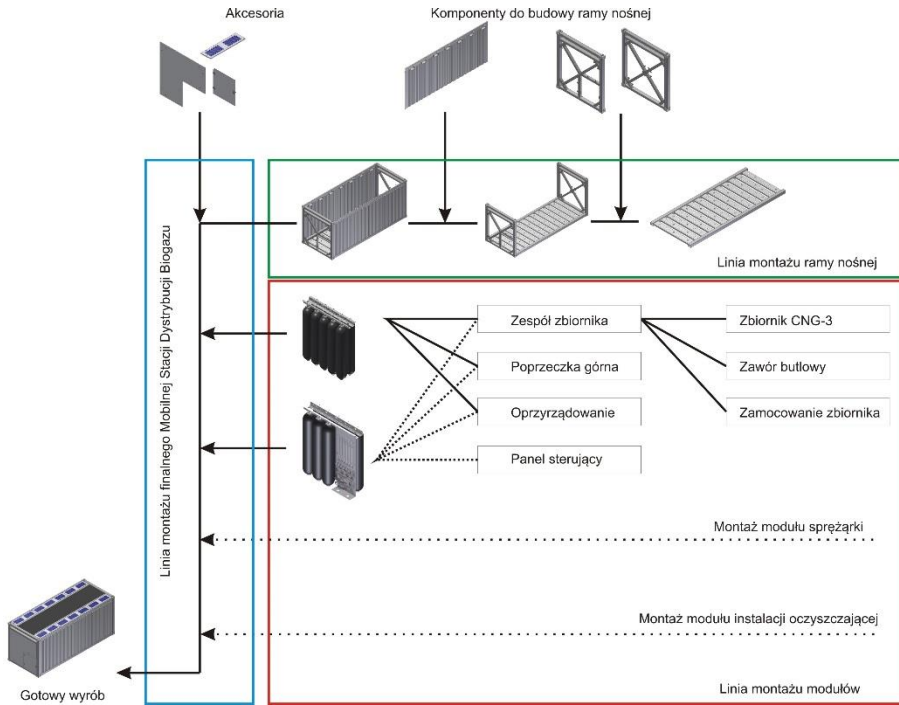 Akcesoria
Komponenty do budowy ramy nośnej
Linia montażu ramy nośnej
Linia montażu finalnego Mobilnej Stacji Dystrybucji Biogazu
Zespół zbiornika
Zbiornik CNG-3
Poprzeczka górna
Zawór butlowy
Oprzyrządowanie
Zamocowanie zbiornika
Panel sterujący
Montaż modułu sprężąrki
Montaż modułu instalacji oczyszczającej
Linia montażu modułów
Gotowy wyrób